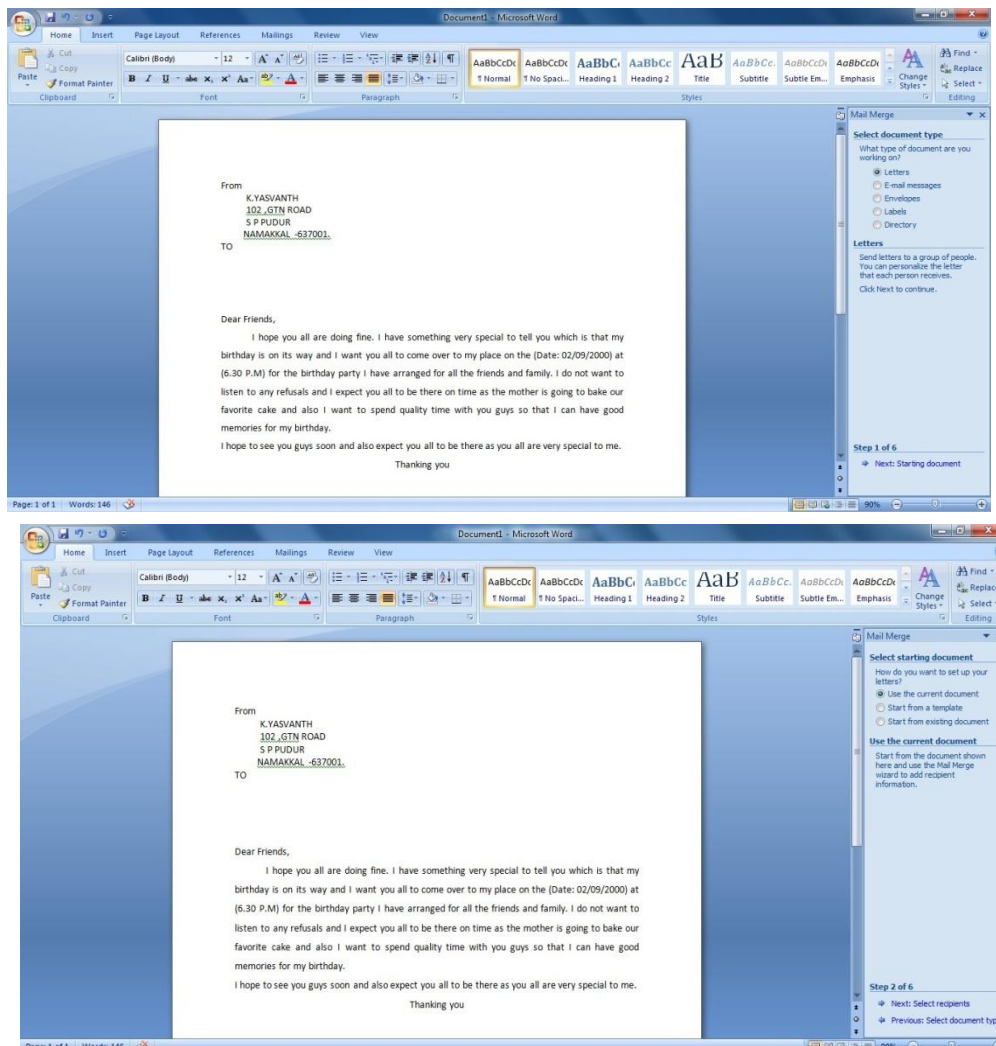 Document1 - Microsoft Word
Home Insert Page Layout References Mailings Review View
Cut
Copy
Paste
Format Painter
Calibri (Body) 12
AaBbCcDc AaBbCcDc AaBbC AaBbCc AaB AaBbCc. AaBbCcDi AaBbCcDi
¶ Normal ¶ No Spaci... Heading 1 Heading 2 Title Subtitle Subtle Em... Emphasis
Change Styles
Find
Replace
Select
Clipboard Font Paragraph Styles Editing
From
K.YASVANTH
102 ,GTN ROAD
S P PUDUR
NAMAKKAL -637001.
TO
Dear Friends,
I hope you all are doing fine. I have something very special to tell you which is that my
birthday is on its way and I want you all to come over to my place on the (Date: 02/09/2000) at
(6.30 P.M) for the birthday party I have arranged for all the friends and family. I do not want to
listen to any refusals and I expect you all to be there on time as the mother is going to bake our
favorite cake and also I want to spend quality time with you guys so that I can have good
memories for my birthday.
I hope to see you guys soon and also expect you all to be there as you all are very special to me.
Thanking you
Mail Merge
Select document type
What type of document are you
working on?
Letters
E-mail messages
Envelopes
Labels
Directory
Letters
Send letters to a group of people.
You can personalize the letter
that each person receives.
Click Next to continue.
Step 1 of 6
Next: Starting document
Page: 1 of 1 Words: 146 90%
Document1 - Microsoft Word
Home Insert Page Layout References Mailings Review View
Cut
Copy
Paste
Format Painter
Calibri (Body) 12
AaBbCcDc AaBbCcDc AaBbC AaBbCc AaB AaBbCc. AaBbCcDi AaBbCcDi
¶ Normal ¶ No Spaci... Heading 1 Heading 2 Title Subtitle Subtle Em... Emphasis
Change Styles
Find
Replac
Select
Clipboard Font Paragraph Styles Editing
From
K.YASVANTH
102 ,GTN ROAD
S P PUDUR
NAMAKKAL -637001.
TO
Dear Friends,
I hope you all are doing fine. I have something very special to tell you which is that my
birthday is on its way and I want you all to come over to my place on the (Date: 02/09/2000) at
(6.30 P.M) for the birthday party I have arranged for all the friends and family. I do not want to
listen to any refusals and I expect you all to be there on time as the mother is going to bake our
favorite cake and also I want to spend quality time with you guys so that I can have good
memories for my birthday.
I hope to see you guys soon and also expect you all to be there as you all are very special to me.
Thanking you
Mail Merge
Select starting document
How do you want to set up your
letters?
Use the current document
Start from a template
Start from existing document
Use the current document
Start from the document shown
here and use the Mail Merge
wizard to add recipient
information.
Step 2 of 6
Next: Select recipients
Previous: Select document typ